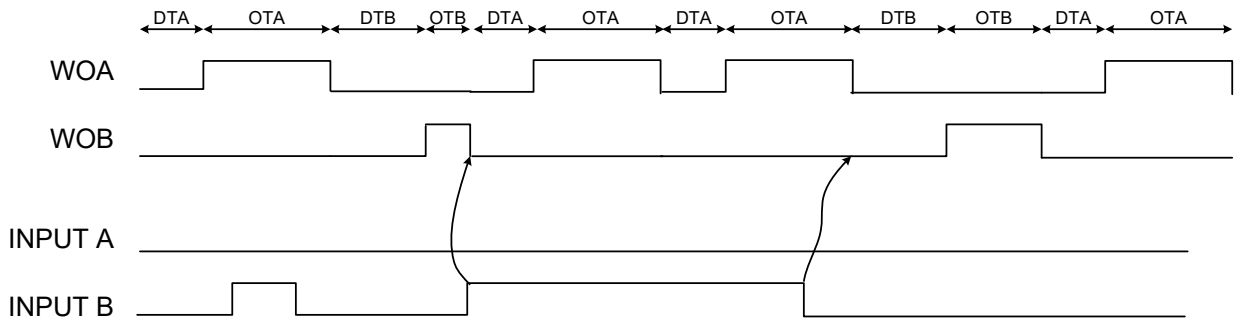 DTA OTA DTB OTB DTA OTA DTA OTA DTB OTB DTA OTA
WOA
WOB
INPUT A
INPUT B